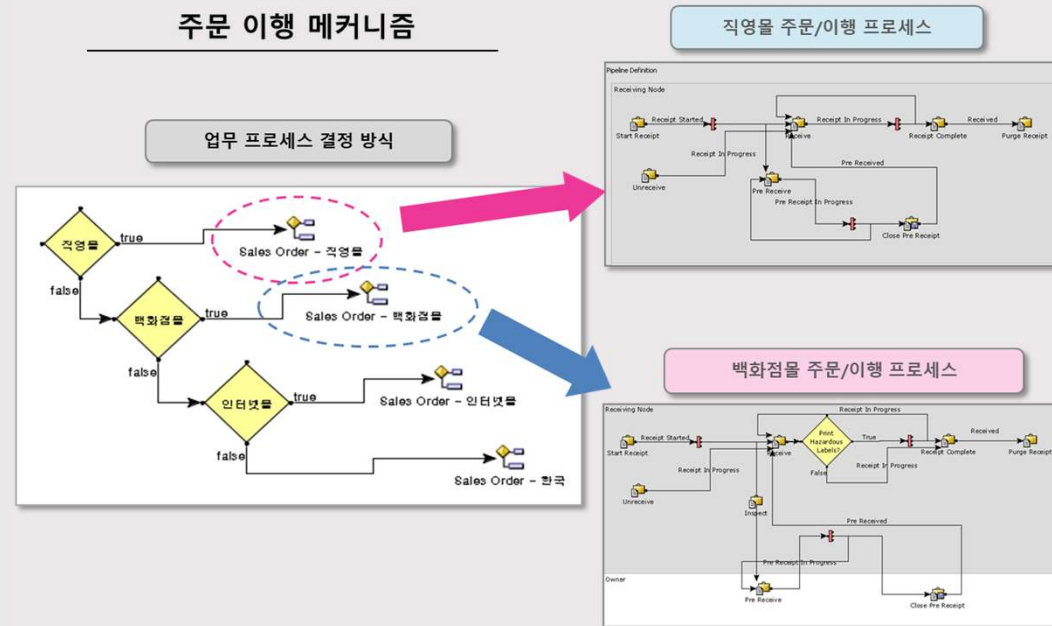 주문 이행 메커니즘
업무 프로세스 결정 방식
직영몰
true
Sales Order - 직영몰
false
백화점몰
true
Sales Order - 백화점몰
false
인터넷몰
true
Sales Order - 인터넷몰
false
Sales Order - 한국
직영몰 주문/이행 프로세스
Pipeline Definition
Receiving Node
Start Receipt
Receipt Started
Receive
Receipt In Progress
Receipt Complete
Received
Purge Receipt
Receipt In Progress
Pre Received
Unreceive
Pre Receive
Pre Receipt In Progress
Close Pre Receipt
백화점몰 주문/이행 프로세스
Receiving Node
Receipt In Progress
Start Receipt
Receipt Started
Receive
Print
Hazardous
Labels?
True
Receipt Complete
Received
Purge Receipt
False
Receipt In Progress
Receipt In Progress
Unreceive
Inspect
Pre Received
Pre Receipt In Progress
Owner
Pre Receive
Close Pre Receipt